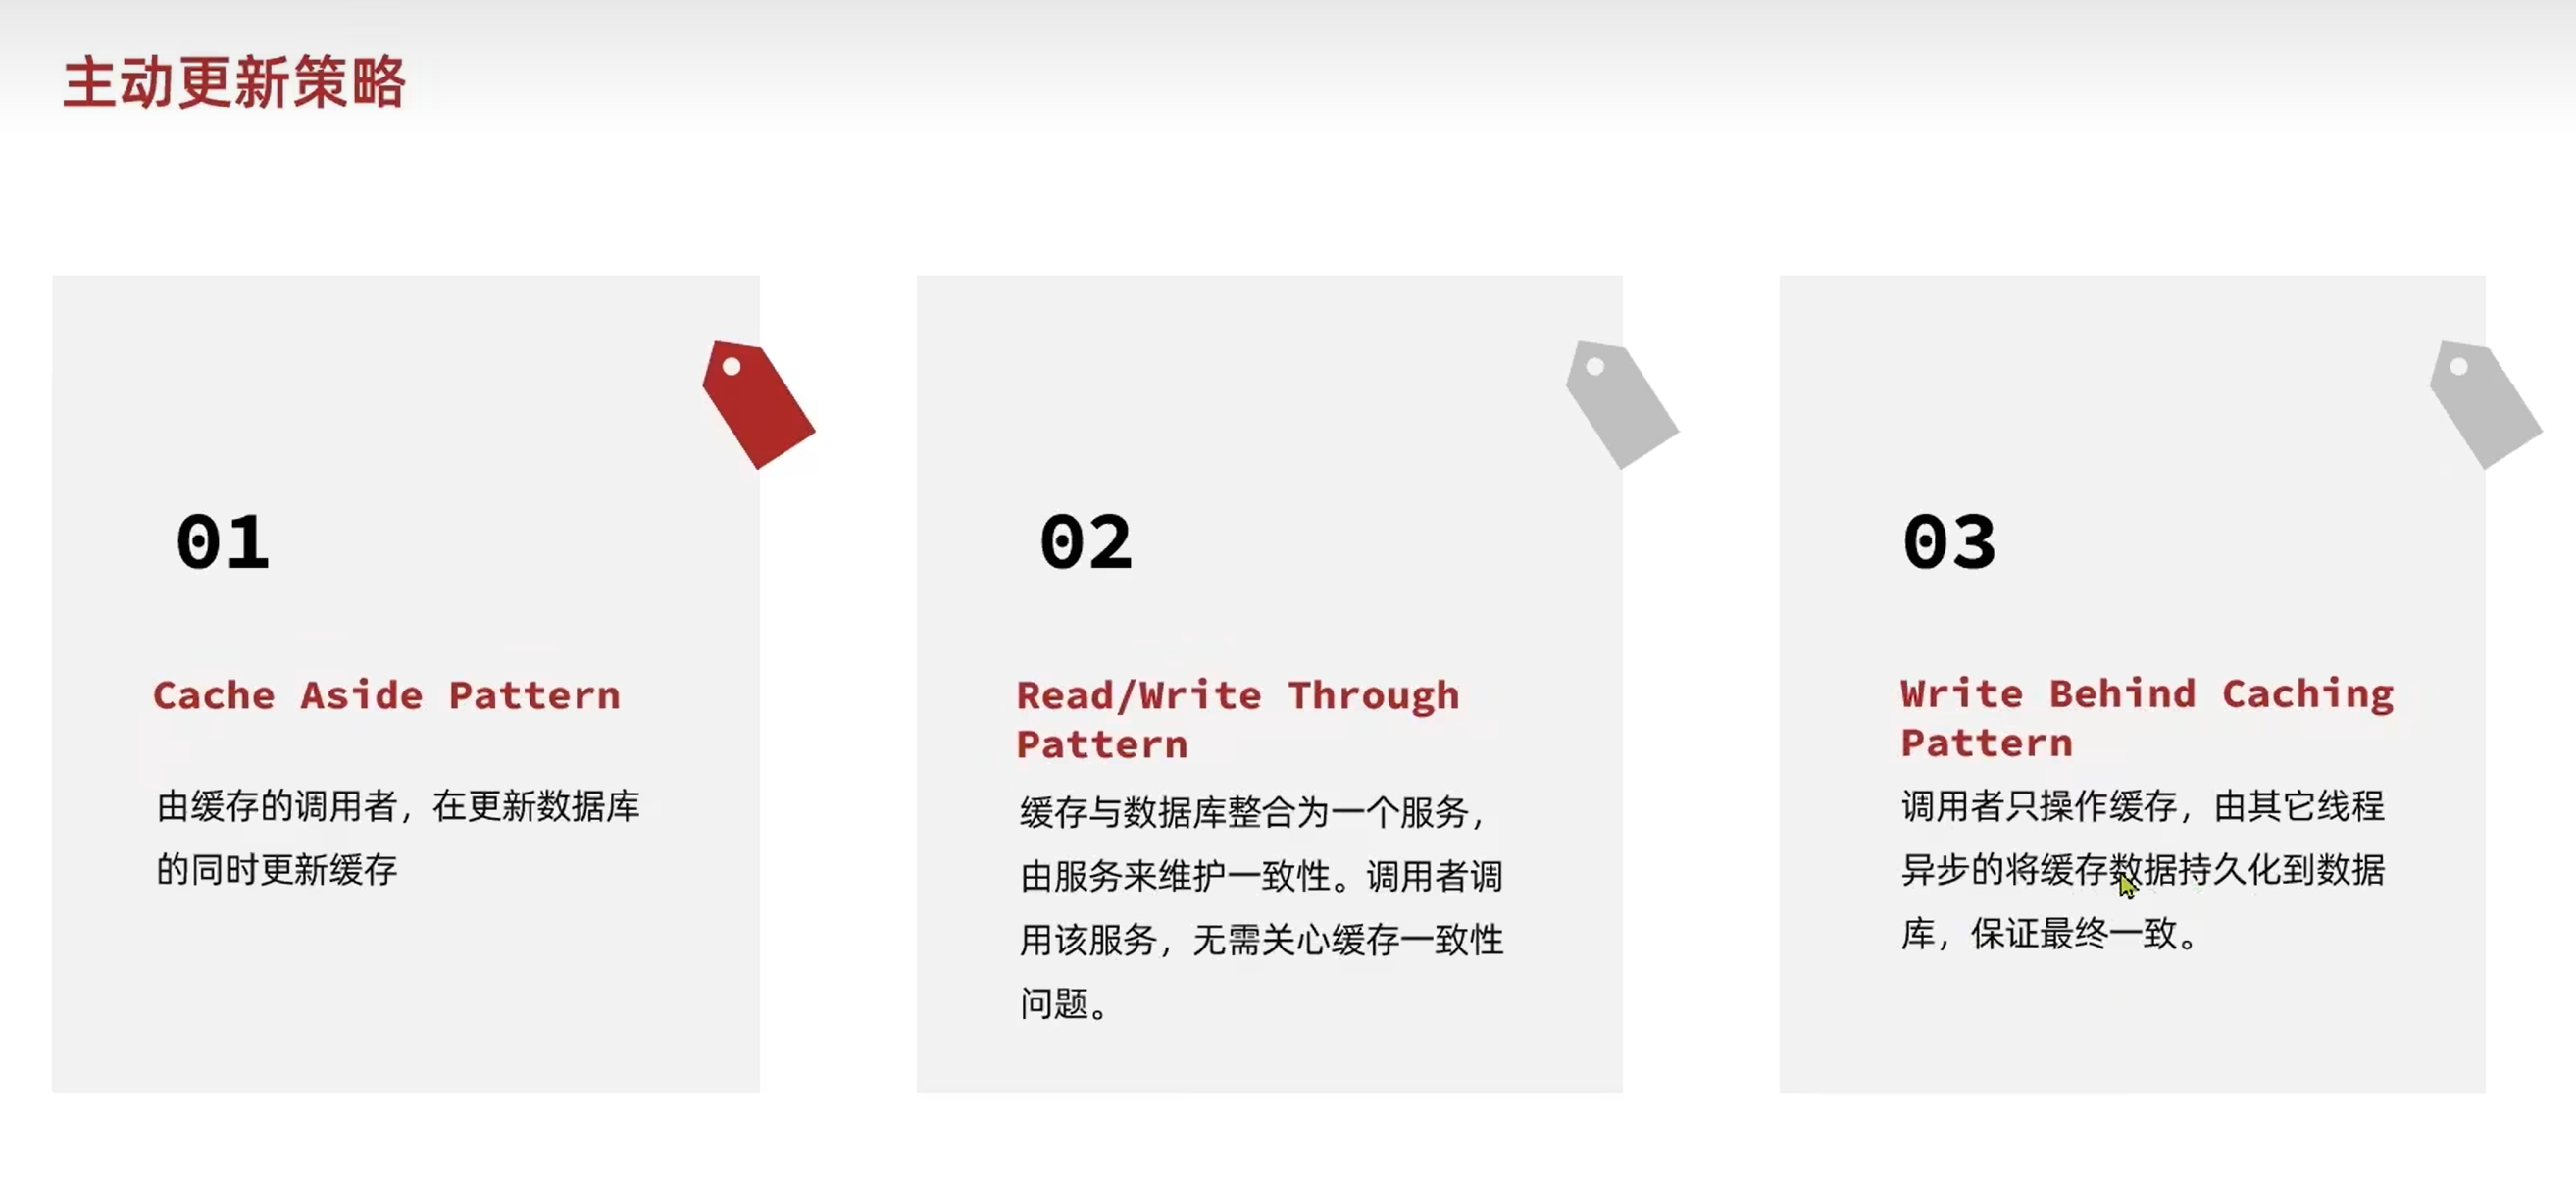 主动更新策略
01
Cache Aside Pattern
由缓存的调用者，在更新数据库
的同时更新缓存
02
Read/Write Through
Pattern
缓存与数据库整合为一个服务，
由服务来维护一致性。调用者调
用该服务，无需关心缓存一致性
问题。
03
Write Behind Caching
Pattern
调用者只操作缓存，由其它线程
异步的将缓存数据持久化到数据
库，保证最终一致。